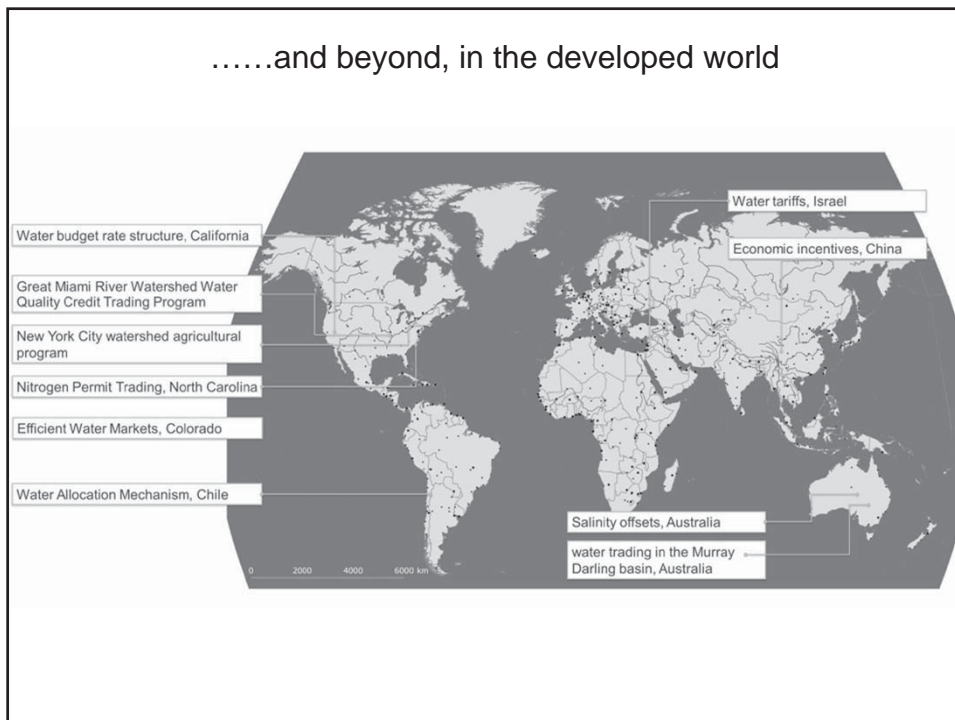 ......and beyond, in the developed world
Water budget rate structure, California
Great Miami River Watershed Water
Quality Credit Trading Program
New York City watershed agricultural
program
Nitrogen Permit Trading, North Carolina
Efficient Water Markets, Colorado
Water Allocation Mechanism, Chile
Water tariffs, Israel
Economic incentives, China
Salinity offsets, Australia
water trading in the Murray
Darling basin, Australia
0 2000 4000 6000 km